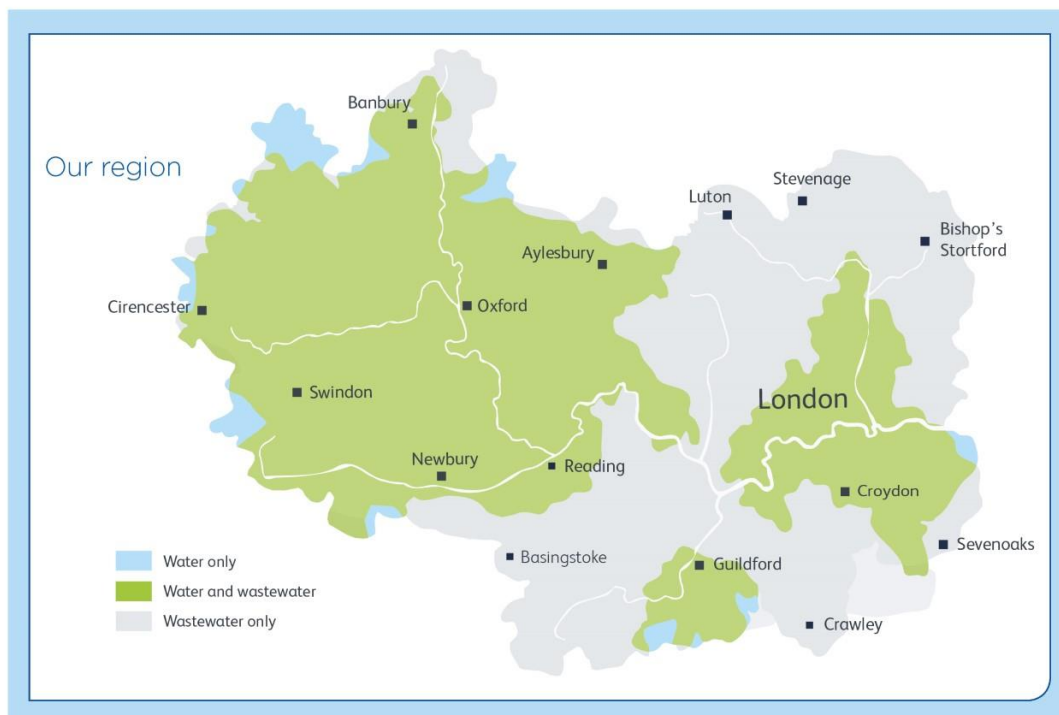 Banbury
Our region
Stevenage
Luton
Bishop's
Stortford
Aylesbury
Cirencester
Oxford
Swindon
London
Newbury
Reading
Croydon
Sevenoaks
Basingstoke
Guildford
Water only
Water and wastewater
Wastewater only
Crawley